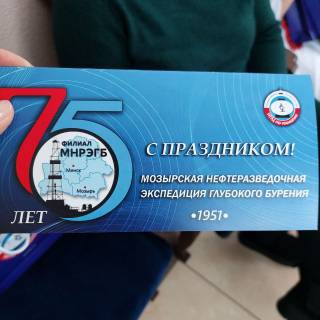 75
ФИЛИАЛ
МНРЭГБ
Минск
Мозырь
ЛЕТ
С ПРАЗДНИКОМ!
МОЗЫРСКАЯ НЕФТЕРАЗВЕДОЧНАЯ
ЭКСПЕДИЦИЯ ГЛУБОКОГО БУРЕНИЯ
•1951•